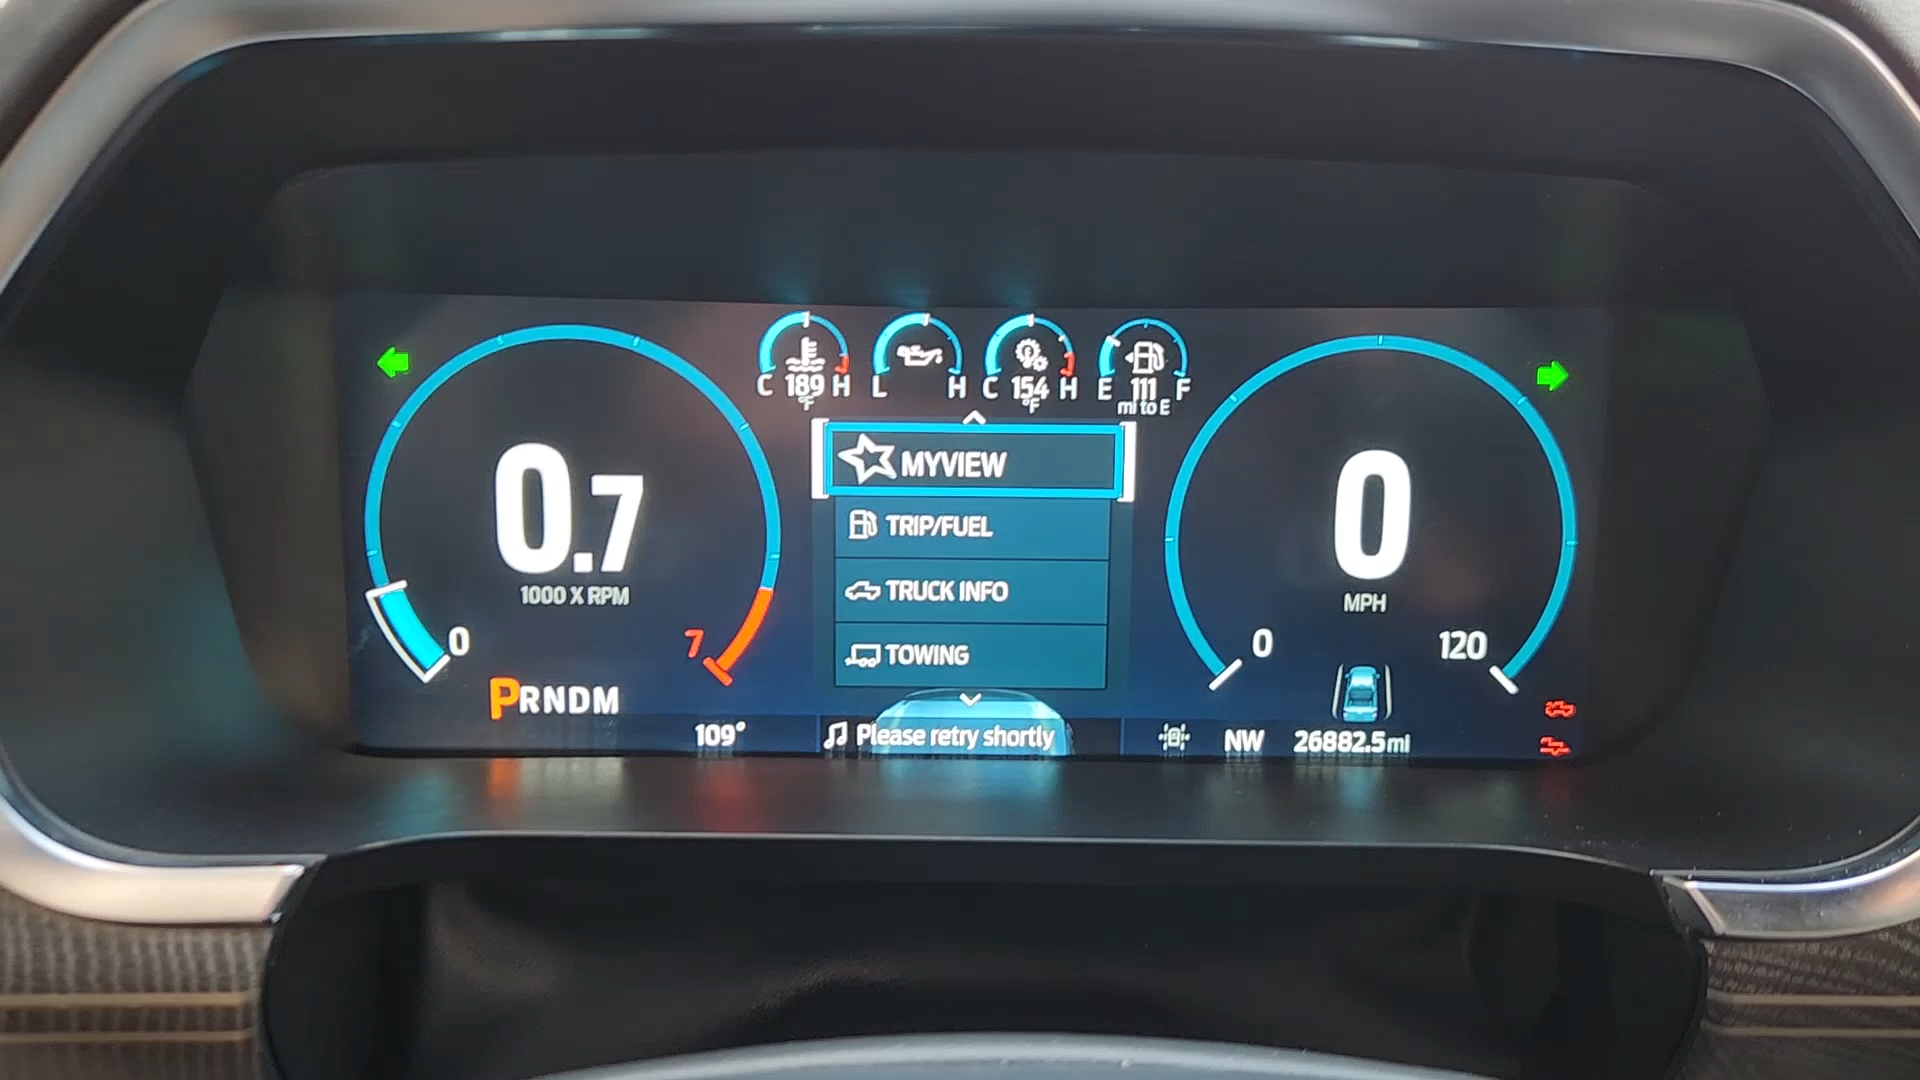 C 189 H
°F
L H
C 154 H
°F
E 111 F
mi to E
0.7
1000 X RPM
0
7
PRNDM
109°
MYVIEW
TRIP/FUEL
TRUCK INFO
TOWING
Please retry shortly
0
MPH
0
120
NW
26882.5mi